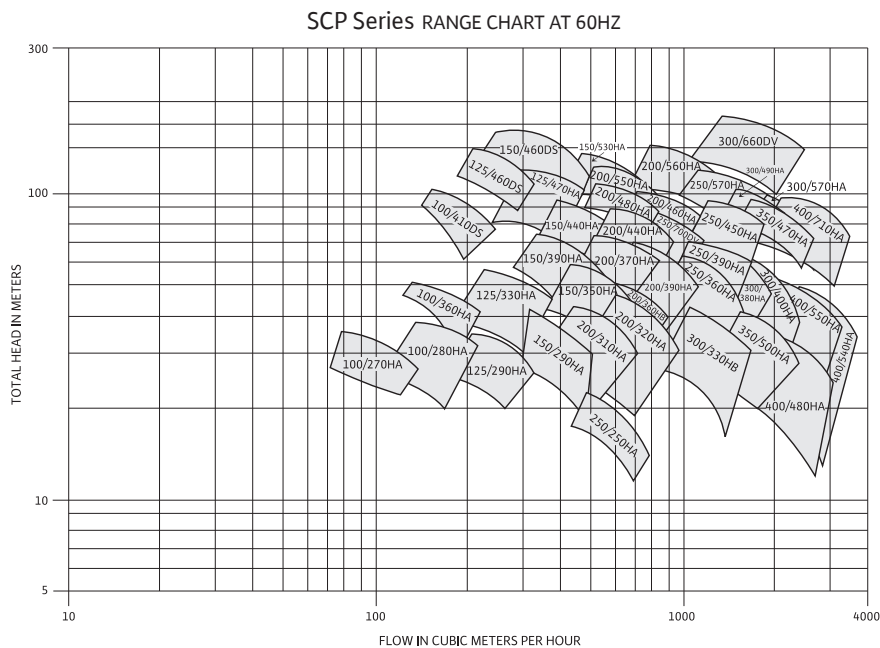 SCP Series RANGE CHART AT 60HZ
300
100
10
5
TOTAL HEAD IN METERS
10
100
1000
4000
FLOW IN CUBIC METERS PER HOUR
150/460DS
150/530HA
300/660DV
125/460DS
125/470HA
200/550HA
200/560HA
250/570HA
300/490HA
300/570HA
100/410DS
200/480HA
200/460HA
250/450HA
350/470HA
400/710HA
150/440HA
200/440HA
250/700DV
150/390HA
200/370HA
250/390HA
250/360HA
100/360HA
125/330HA
150/350HA
200/390HA
200/360HB
300/
380HA
300/400HA
400/550HA
100/270HA
100/280HA
125/290HA
150/290HA
200/310HA
200/320HA
300/330HB
350/500HA
400/540HA
400/480HA
250/250HA